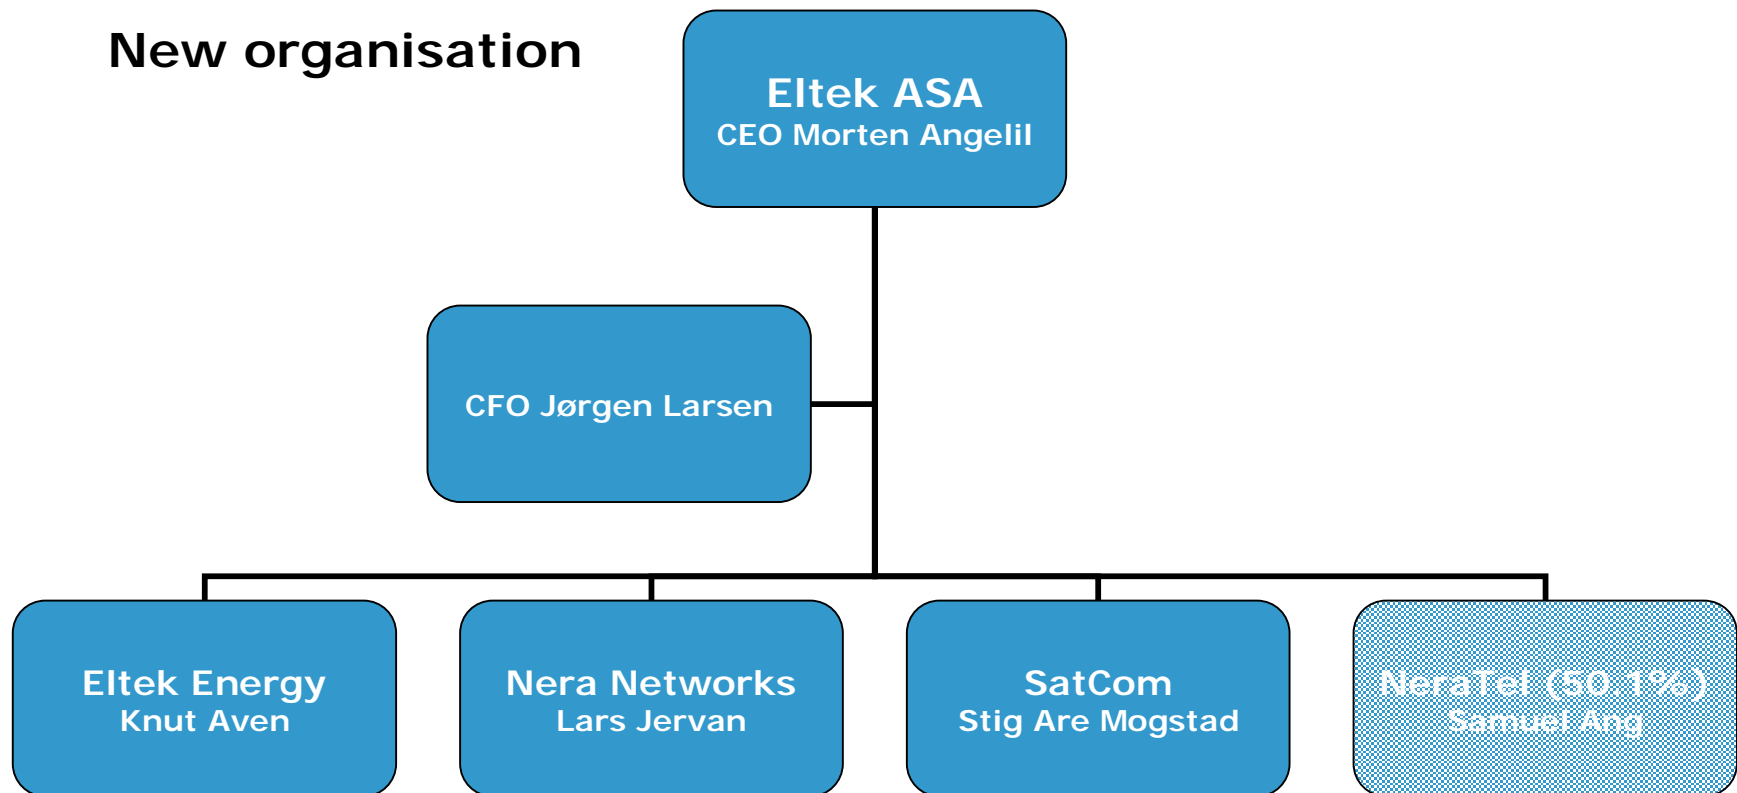 New organisation
Eltek ASA
CEO Morten Angelil
CFO Jørgen Larsen
Eltek Energy
Knut Aven
Nera Networks
Lars Jervan
SatCom
Stig Are Mogstad
NeraTel (50.1%)
Samuel Ang